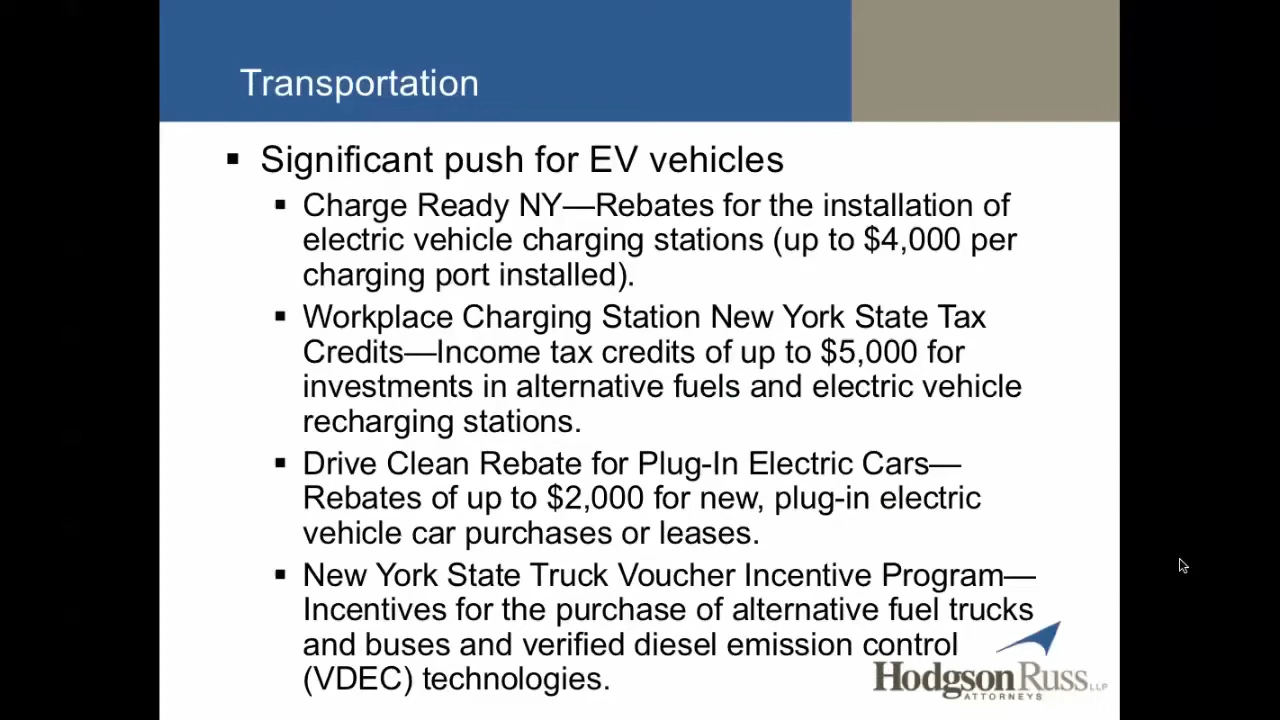 Transportation
▪ Significant push for EV vehicles
▪ Charge Ready NY—Rebates for the installation of
electric vehicle charging stations (up to $4,000 per
charging port installed).
▪ Workplace Charging Station New York State Tax
Credits—Income tax credits of up to $5,000 for
investments in alternative fuels and electric vehicle
recharging stations.
▪ Drive Clean Rebate for Plug-In Electric Cars—
Rebates of up to $2,000 for new, plug-in electric
vehicle car purchases or leases.
▪ New York State Truck Voucher Incentive Program—
Incentives for the purchase of alternative fuel trucks
and buses and verified diesel emission control
(VDEC) technologies.
HodgsonRuss LLP
ATTORNEYS